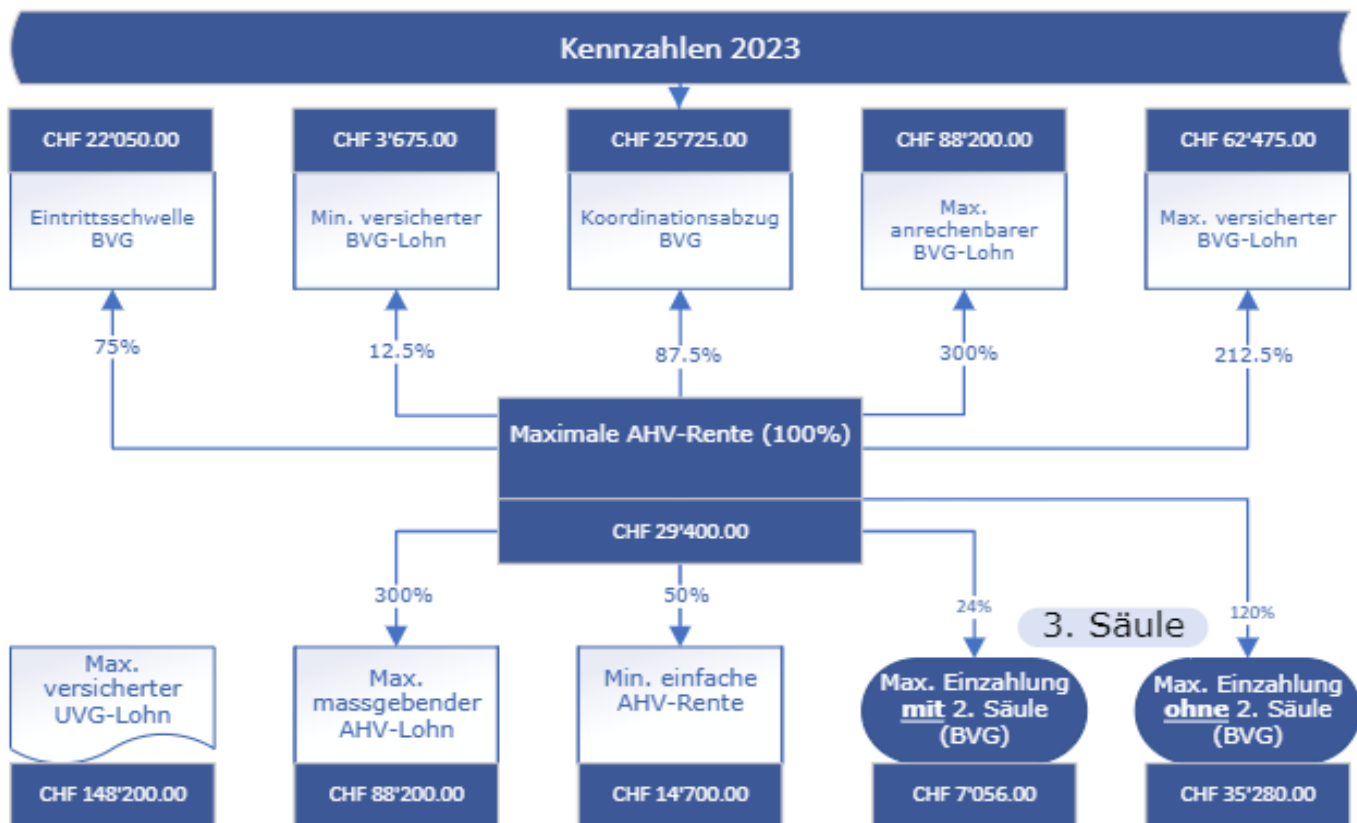 Kennzahlen 2023
CHF 22'050.00
CHF 3'675.00
CHF 25'725.00
CHF 88'200.00
CHF 62'475.00
Eintrittsschwelle
BVG
Min. versicherter
BVG-Lohn
Koordinationsabzug
BVG
Max.
anrechenbarer
BVG-Lohn
Max. versicherter
BVG-Lohn
75%
12.5%
87.5%
300%
212.5%
Maximale AHV-Rente (100%)
CHF 29'400.00
300%
50%
24%
120%
3. Säule
Max.
versicherter
UVG-Lohn
Max.
massgebender
AHV-Lohn
Min. einfache
AHV-Rente
Max. Einzahlung
mit 2. Säule
(BVG)
Max. Einzahlung
ohne 2. Säule
(BVG)
CHF 148'200.00
CHF 88'200.00
CHF 14'700.00
CHF 7'056.00
CHF 35'280.00